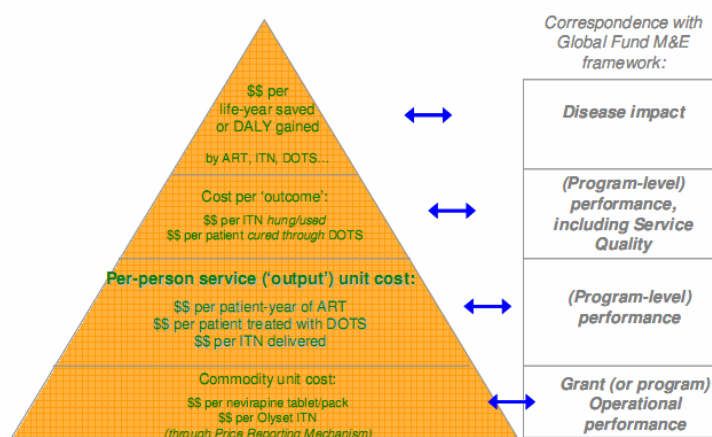 Correspondence with
Global Fund M&E
framework:
$$ per
life-year saved
or DALY gained
by ART, ITN, DOTS...
Disease impact
Cost per ‘outcome’:
$$ per ITN hung/used
$$ per patient cured through DOTS
(Program-level)
performance,
including Service
Quality
Per-person service (‘output’) unit cost:
$$ per patient-year of ART
$$ per patient treated with DOTS
$$ per ITN delivered
(Program-level)
performance
Commodity unit cost:
$$ per nevirapine tablet/pack
$$ per Olyset ITN
(through Price Reporting Mechanism)
Grant (or program)
Operational
performance